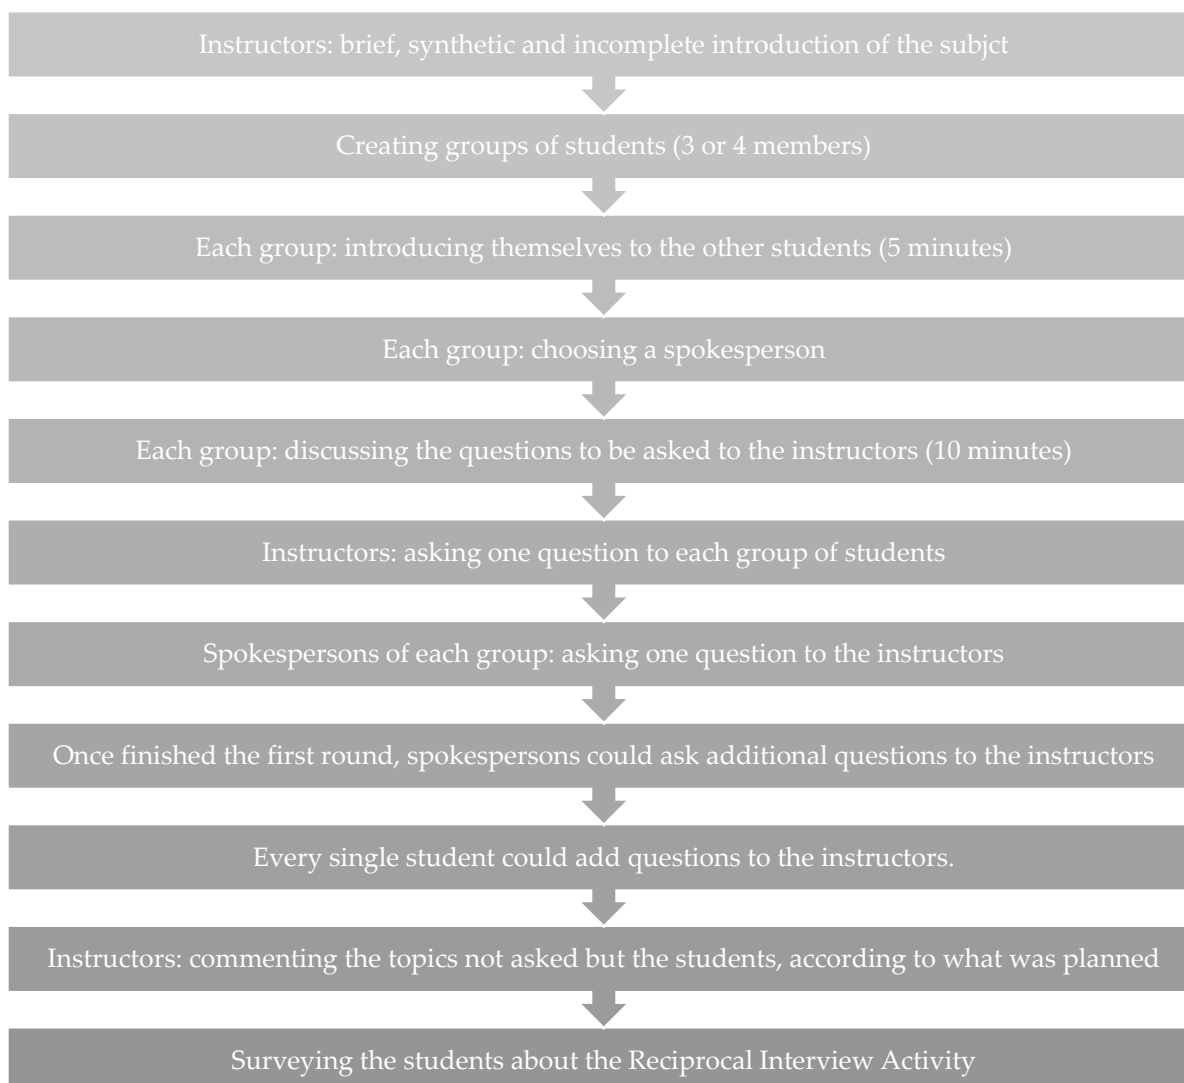 Instructors: brief, synthetic and incomplete introduction of the subjct
Creating groups of students (3 or 4 members)
Each group: introducing themselves to the other students (5 minutes)
Each group: choosing a spokesperson
Each group: discussing the questions to be asked to the instructors (10 minutes)
Instructors: asking one question to each group of students
Spokespersons of each group: asking one question to the instructors
Once finished the first round, spokespersons could ask additional questions to the instructors
Every single student could add questions to the instructors.
Instructors: commenting the topics not asked but the students, according to what was planned
Surveying the students about the Reciprocal Interview Activity